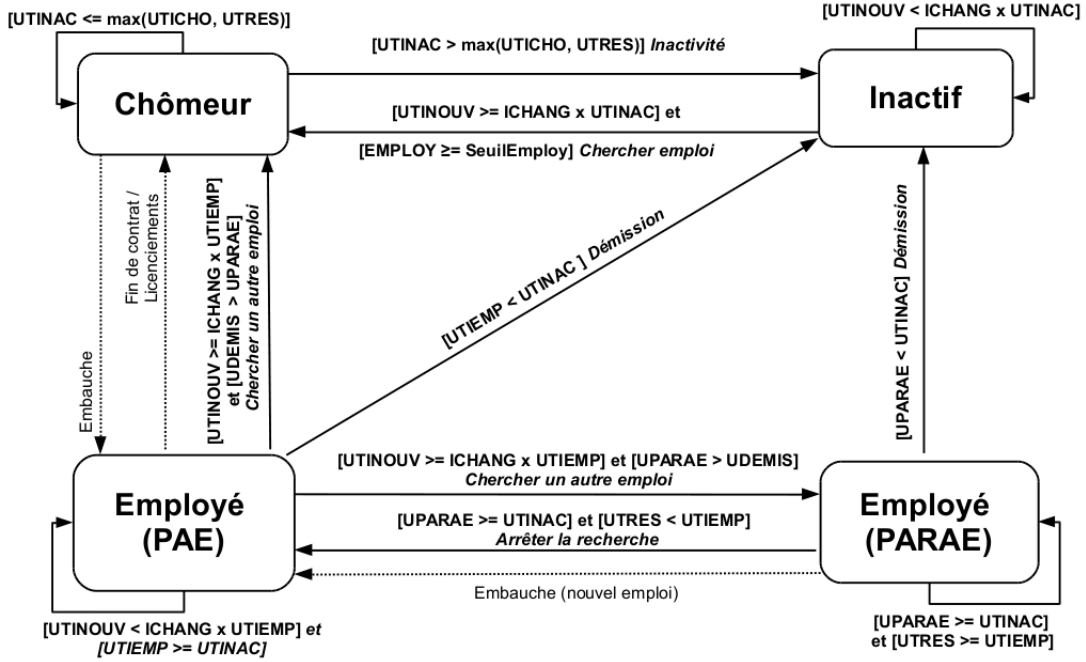 [UTINAC <= max(UTICHO, UTRES)]
[UTINOUV < ICHANG x UTINAC]
[UTINAC > max(UTICHO, UTRES)] Inactivité
Chômeur
Inactif
[UTINOUV >= ICHANG x UTINAC] et
[EMPLOY ≥= SeuilEmploy] Chercher emploi
Embauche
Fin de contrat /
Licenciements
[UTINOUV >= ICHANG x UTIEMP]
et [UDEMIS > UPARAE]
Chercher un autre emploi
[UTIEMP < UTINAC ] Démission
[UPARAE < UTINAC] Démission
[UTINOUV >= ICHANG x UTIEMP] et [UPARAE > UDEMIS]
Chercher un autre emploi
Employé
(PAE)
[UPARAE >= UTINAC] et [UTRES < UTIEMP]
Arrêter la recherche
Employé
(PARAE)
Embauche (nouvel emploi)
[UTINOUV < ICHANG x UTIEMP] et
[UTIEMP >= UTINAC]
[UPARAE >= UTINAC]
et [UTRES >= UTIEMP]